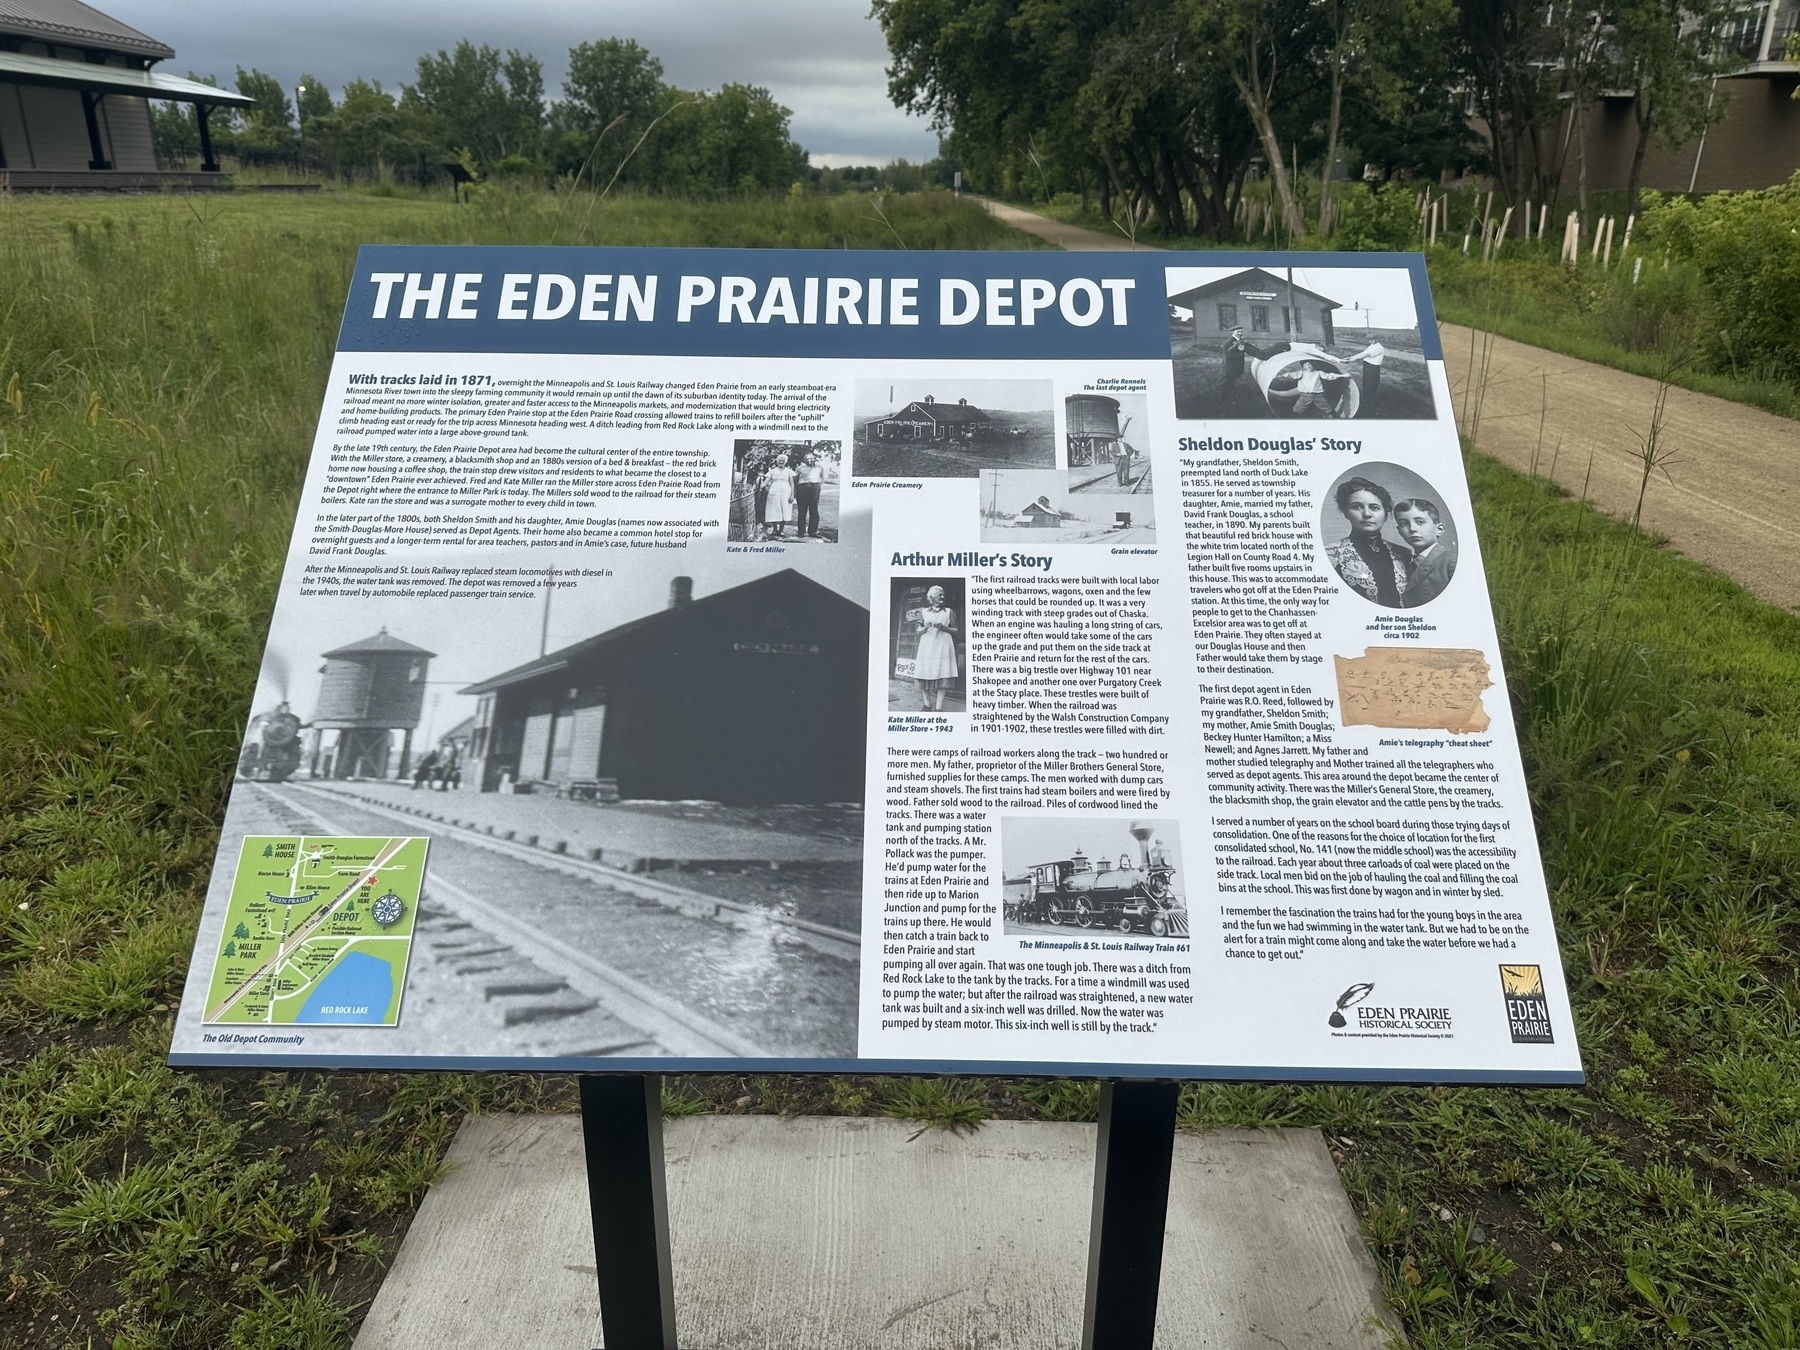 THE EDEN PRAIRIE DEPOT
With tracks laid in 1871, overnight the Minneapolis and St. Louis Railway changed Eden Prairie from an early steamboat-era
Minnesota River town into the sleepy farming community it would remain up until the dawn of its suburban identity today. The arrival of the
railroad meant no more winter isolation, greater and faster access to the Minneapolis markets, and modernization that would bring electricity
and home-building products. The primary Eden Prairie stop at the Eden Prairie Road crossing allowed trains to refill boilers after the "uphill"
climb heading east or ready for the trip across Minnesota heading west. A ditch leading from Red Rock Lake along with a windmill next to the
railroad pumped water into a large above-ground tank.
By the late 19th century, the Eden Prairie Depot area had become the cultural center of the entire township.
With the Miller store, a creamery, a blacksmith shop and an 1880s version of a bed & breakfast – the red brick
home now housing a coffee shop, the train stop drew visitors and residents to what became the closest to a
"downtown" Eden Prairie ever achieved. Fred and Kate Miller ran the Miller store across Eden Prairie Road from
the Depot right where the entrance to Miller Park is today. The Millers sold wood to the railroad for their steam
boilers. Kate ran the store and was a surrogate mother to every child in town.
In the later part of the 1800s, both Sheldon Smith and his daughter, Amie Douglas (names now associated with
the Smith-Douglas-More House) served as Depot Agents. Their home also became a common hotel stop for
overnight guests and a longer-term rental for area teachers, pastors and in Amie's case, future husband
David Frank Douglas.
After the Minneapolis and St. Louis Railway replaced steam locomotives with diesel in
the 1940s, the water tank was removed. The depot was removed a few years
later when travel by automobile replaced passenger train service.
Kate & Fred Miller
SMITH
HOUSE
Smith-Douglas Farmstead
Farm Road
Moran House
Kline House
EDEN PRAIRIE
YOU
ARE
HERE
DEPOT
MILLER
PARK
RED ROCK LAKE
The Old Depot Community
EDEN PRAIRIE CREAMERY
Eden Prairie Creamery
Charlie Rennels
The last depot agent
Grain elevator
Arthur Miller's Story
"The first railroad tracks were built with local labor
using wheelbarrows, wagons, oxen and the few
horses that could be rounded up. It was a very
winding track with steep grades out of Chaska.
When an engine was hauling a long string of cars,
the engineer often would take some of the cars
up the grade and put them on the side track at
Eden Prairie and return for the rest of the cars.
There was a big trestle over Highway 101 near
Shakopee and another one over Purgatory Creek
at the Stacy place. These trestles were built of
heavy timber. When the railroad was
straightened by the Walsh Construction Company
in 1901-1902, these trestles were filled with dirt.
Kate Miller at the
Miller Store • 1943
There were camps of railroad workers along the track – two hundred or
more men. My father, proprietor of the Miller Brothers General Store,
furnished supplies for these camps. The men worked with dump cars
and steam shovels. The first trains had steam boilers and were fired by
wood. Father sold wood to the railroad. Piles of cordwood lined the
tracks. There was a water
tank and pumping station
north of the tracks. A Mr.
Pollack was the pumper.
He'd pump water for the
trains at Eden Prairie and
then ride up to Marion
Junction and pump for the
trains up there. He would
then catch a train back to
Eden Prairie and start
pumping all over again. That was one tough job. There was a ditch from
Red Rock Lake to the tank by the tracks. For a time a windmill was used
to pump the water; but after the railroad was straightened, a new water
tank was built and a six-inch well was drilled. Now the water was
pumped by steam motor. This six-inch well is still by the track."
The Minneapolis & St. Louis Railway Train #61
Sheldon Douglas' Story
"My grandfather, Sheldon Smith,
preempted land north of Duck Lake
in 1855. He served as township
treasurer for a number of years. His
daughter, Amie, married my father,
David Frank Douglas, a school
teacher, in 1890. My parents built
that beautiful red brick house with
the white trim located north of the
Legion Hall on County Road 4. My
father built five rooms upstairs in
this house. This was to accommodate
travelers who got off at the Eden Prairie
station. At this time, the only way for
people to get to the Chanhassen-
Excelsior area was to get off at
Eden Prairie. They often stayed at
our Douglas House and then
Father would take them by stage
to their destination.
Amie Douglas
and her son Sheldon
circa 1902
The first depot agent in Eden
Prairie was R.O. Reed, followed by
my grandfather, Sheldon Smith;
my mother, Amie Smith Douglas;
Beckey Hunter Hamilton; a Miss
Newell; and Agnes Jarrett. My father and
mother studied telegraphy and Mother trained all the telegraphers who
served as depot agents. This area around the depot became the center of
community activity. There was the Miller's General Store, the creamery,
the blacksmith shop, the grain elevator and the cattle pens by the tracks.
Amie's telegraphy "cheat sheet"
I served a number of years on the school board during those trying days of
consolidation. One of the reasons for the choice of location for the first
consolidated school, No. 141 (now the middle school) was the accessibility
to the railroad. Each year about three carloads of coal were placed on the
side track. Local men bid on the job of hauling the coal and filling the coal
bins at the school. This was first done by wagon and in winter by sled.
I remember the fascination the trains had for the young boys in the area
and the fun we had swimming in the water tank. But we had to be on the
alert for a train might come along and take the water before we had a
chance to get out."
EDEN PRAIRIE
HISTORICAL SOCIETY
Photos & content provided by the Eden Prairie Historical Society © 2021
EDEN
PRAIRIE